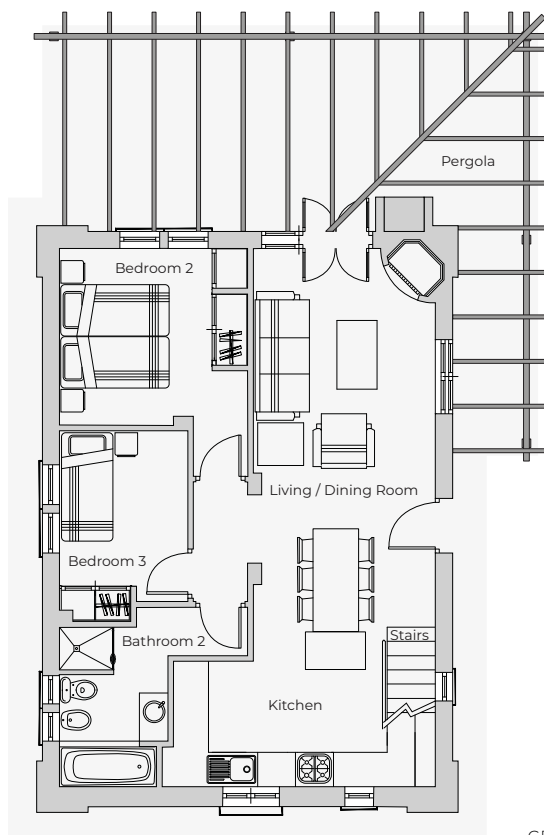 Pergola
Bedroom 2
Living / Dining Room
Bedroom 3
Stairs
Bathroom 2
Kitchen